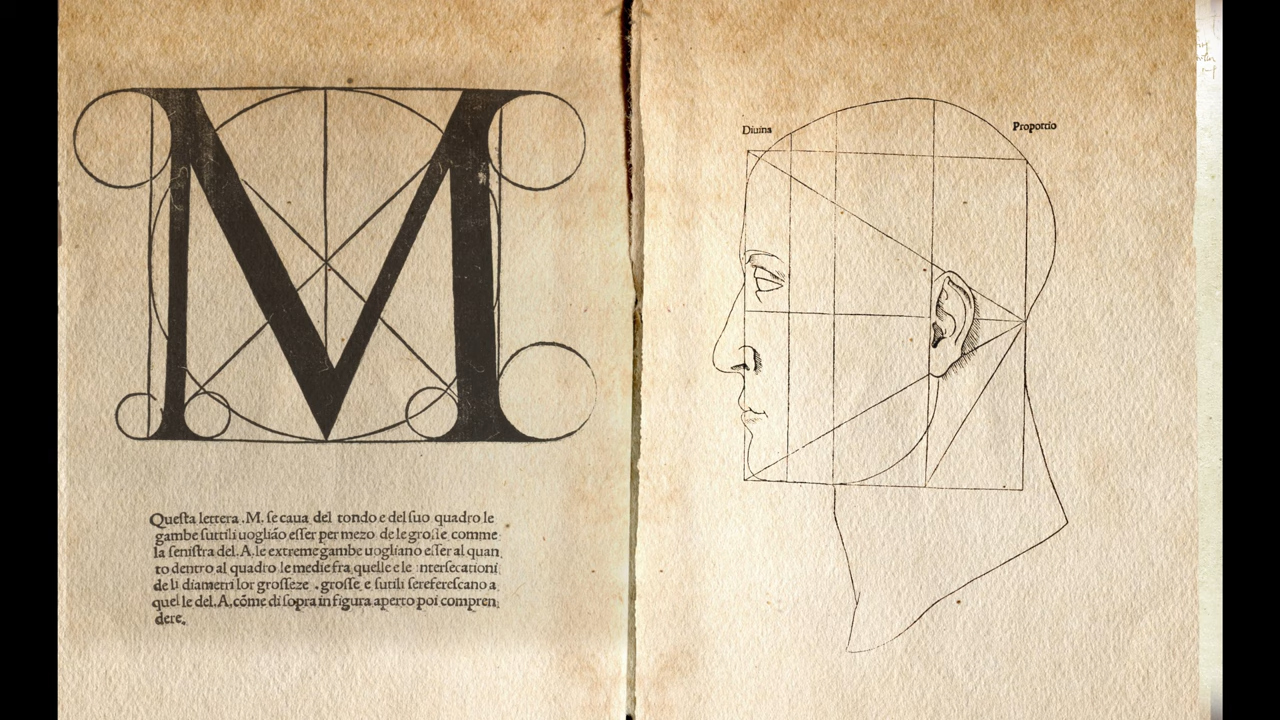 M
Queſta lettera .M. ſe caua del tondo e del ſuo quadro le
gambe ſuttili uogliāo eſſer per mezo de le groſſe comme
la ſeniſtra del .A. le extreme gambe uogliano eſſer al quan
to dentro al quadro le medie fra quelle e le intersecationi
de li diametri lor groſſeze . groſſe e ſutili ſe refereſcano a
quel le del .A. cōme di ſopra in figura aperto poi compren
dere.
Diuina
Proportio